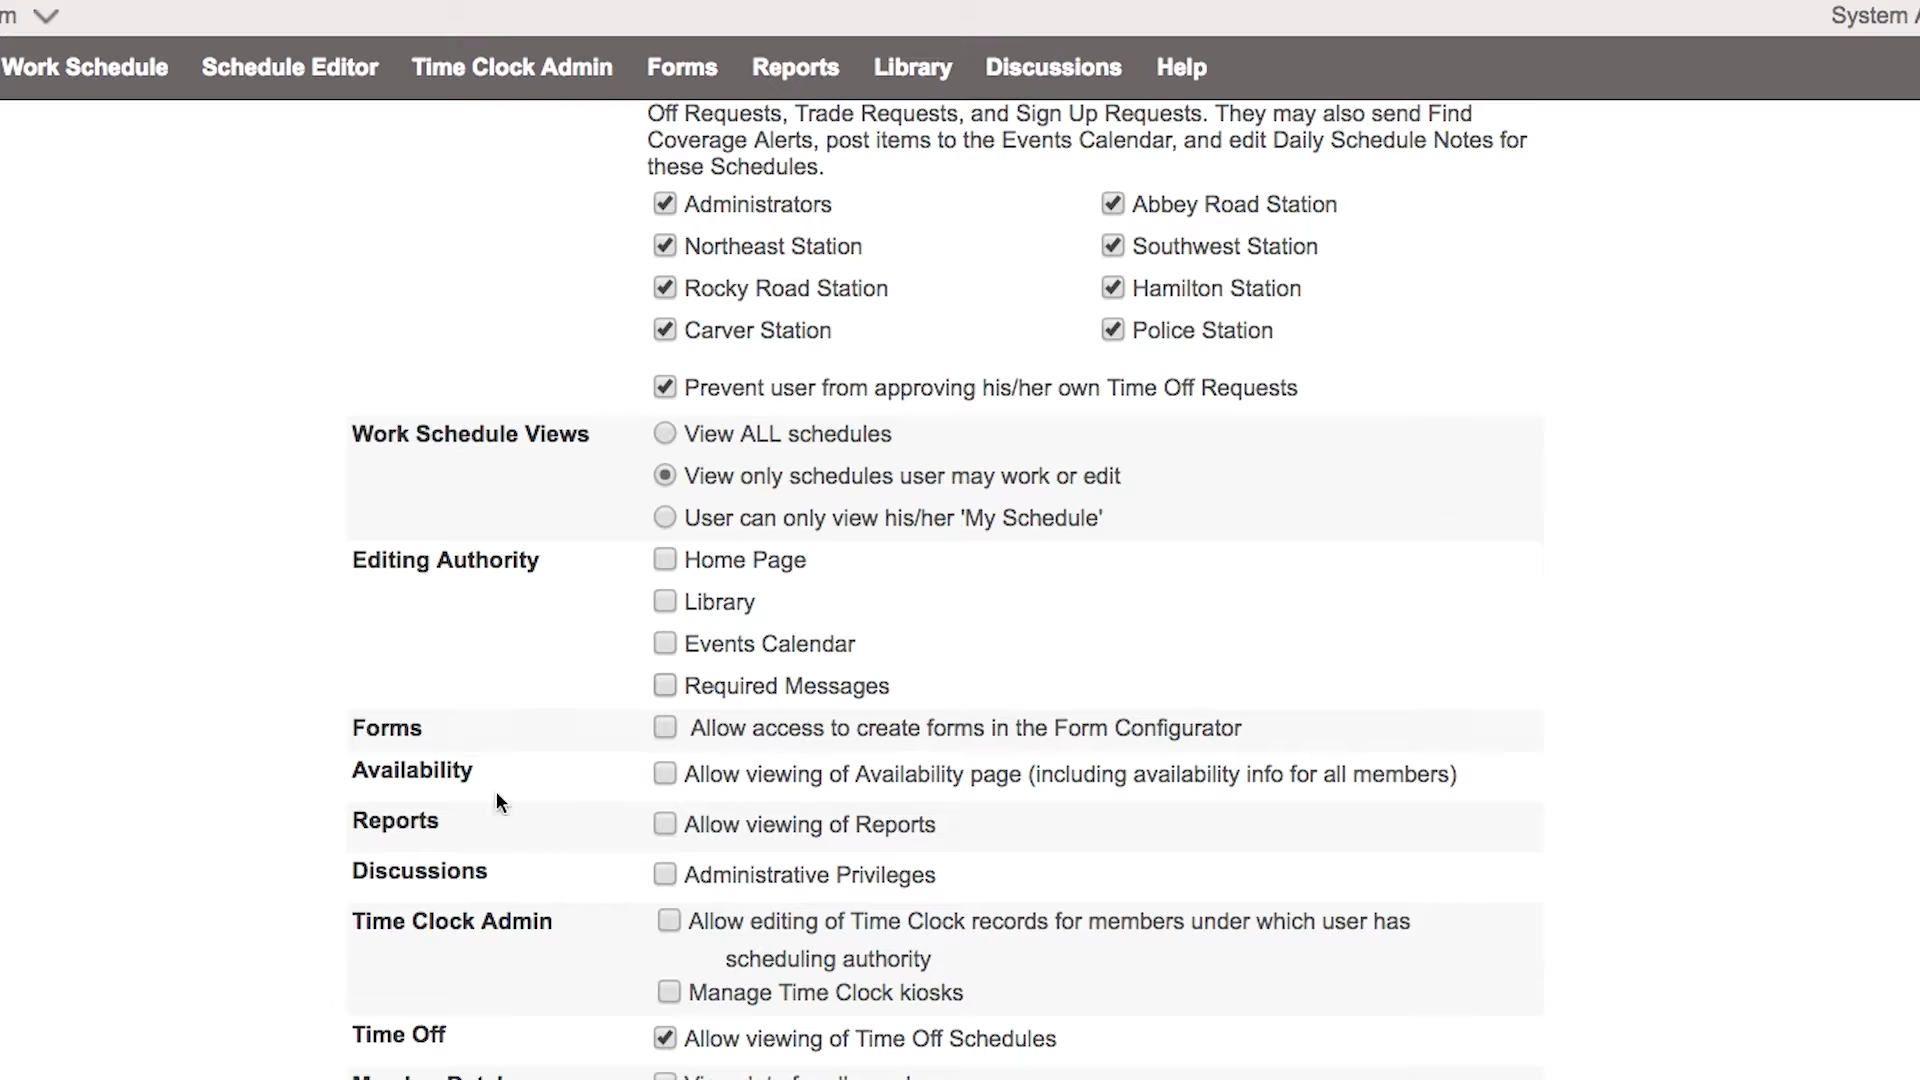 m
System
Work Schedule Schedule Editor Time Clock Admin Forms Reports Library Discussions Help
Off Requests, Trade Requests, and Sign Up Requests. They may also send Find
Coverage Alerts, post items to the Events Calendar, and edit Daily Schedule Notes for
these Schedules.
Administrators Abbey Road Station
Northeast Station Southwest Station
Rocky Road Station Hamilton Station
Carver Station Police Station
Prevent user from approving his/her own Time Off Requests
Work Schedule Views View ALL schedules
View only schedules user may work or edit
User can only view his/her 'My Schedule'
Editing Authority Home Page
Library
Events Calendar
Required Messages
Forms Allow access to create forms in the Form Configurator
Availability Allow viewing of Availability page (including availability info for all members)
Reports Allow viewing of Reports
Discussions Administrative Privileges
Time Clock Admin Allow editing of Time Clock records for members under which user has
scheduling authority
Manage Time Clock kiosks
Time Off Allow viewing of Time Off Schedules